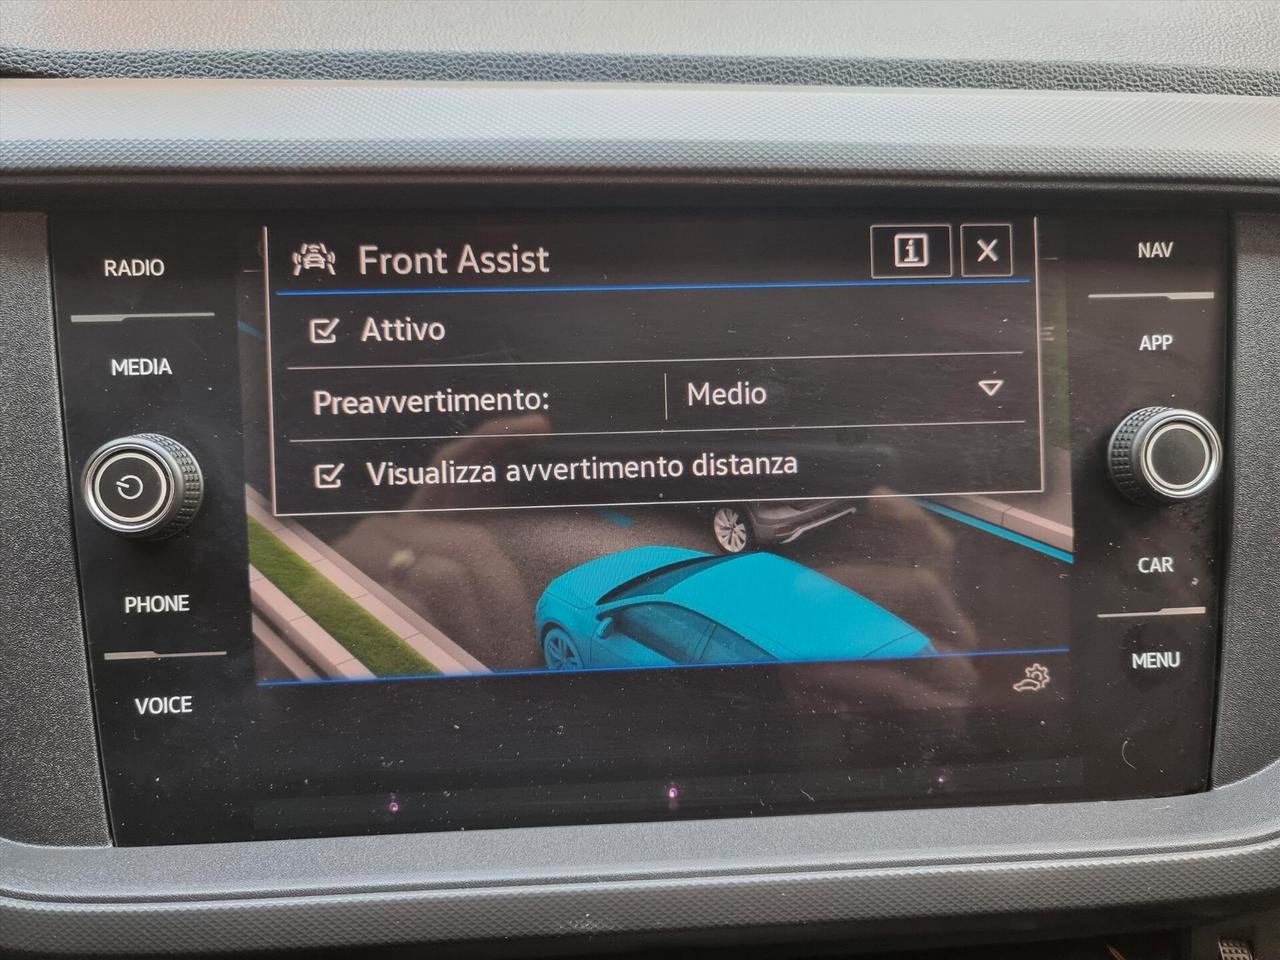 RADIO
MEDIA
PHONE
VOICE
Front Assist
i
X
Attivo
Preavvertimento: Medio
Visualizza avvertimento distanza
NAV
APP
CAR
MENU